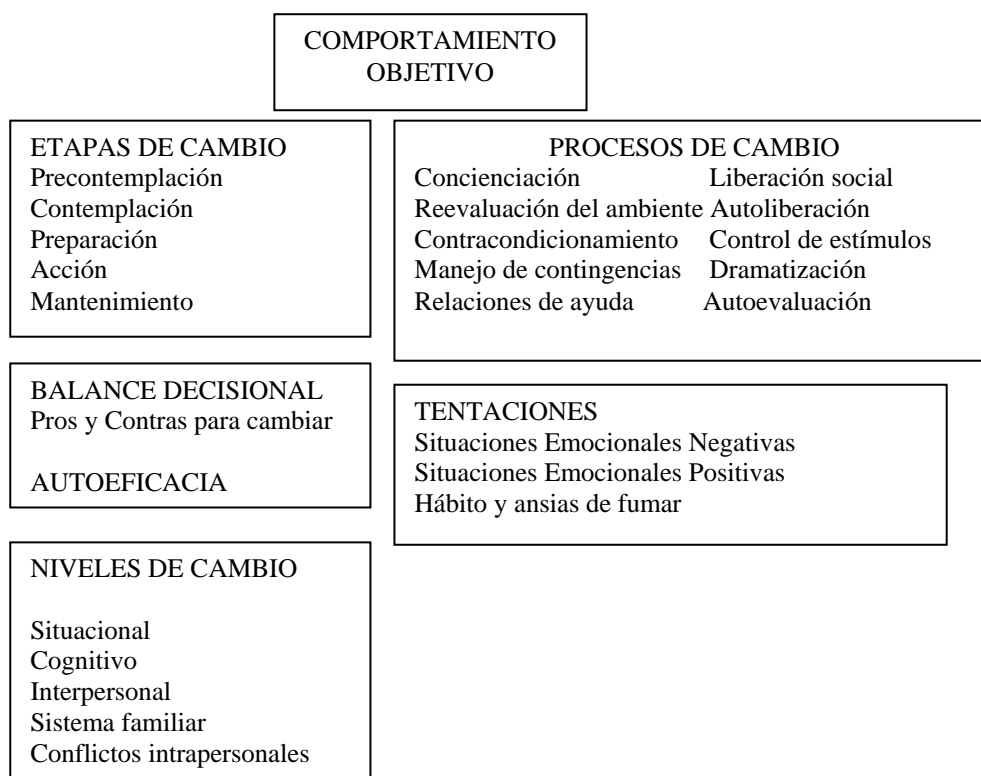 COMPORTAMIENTO
OBJETIVO
ETAPAS DE CAMBIO
Precontemplación
Contemplación
Preparación
Acción
Mantenimiento
PROCESOS DE CAMBIO
Concienciación Liberación social
Reevaluación del ambiente Autoliberación
Contracondicionamiento Control de estímulos
Manejo de contingencias Dramatización
Relaciones de ayuda Autoevaluación
BALANCE DECISIONAL
Pros y Contras para cambiar
AUTOEFICACIA
TENTACIONES
Situaciones Emocionales Negativas
Situaciones Emocionales Positivas
Hábito y ansias de fumar
NIVELES DE CAMBIO
Situacional
Cognitivo
Interpersonal
Sistema familiar
Conflictos intrapersonales